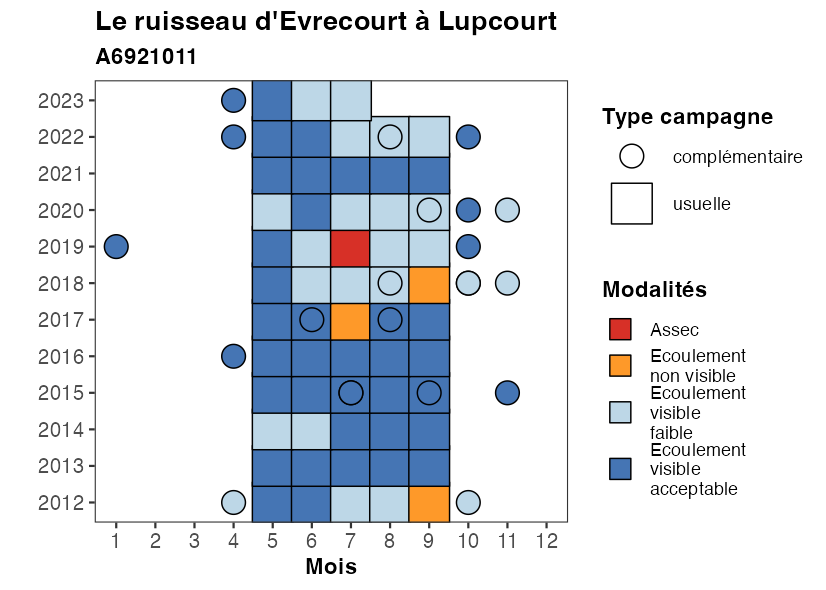 Le ruisseau d'Evrecourt à Lupcourt
A6921011
2023
2022
2021
2020
2019
2018
2017
2016
2015
2014
2013
2012
1 2 3 4 5 6 7 8 9 10 11 12
Mois
Type campagne
complémentaire
usuelle
Modalités
Assec
Ecoulement
non visible
Ecoulement
visible
faible
Ecoulement
visible
acceptable